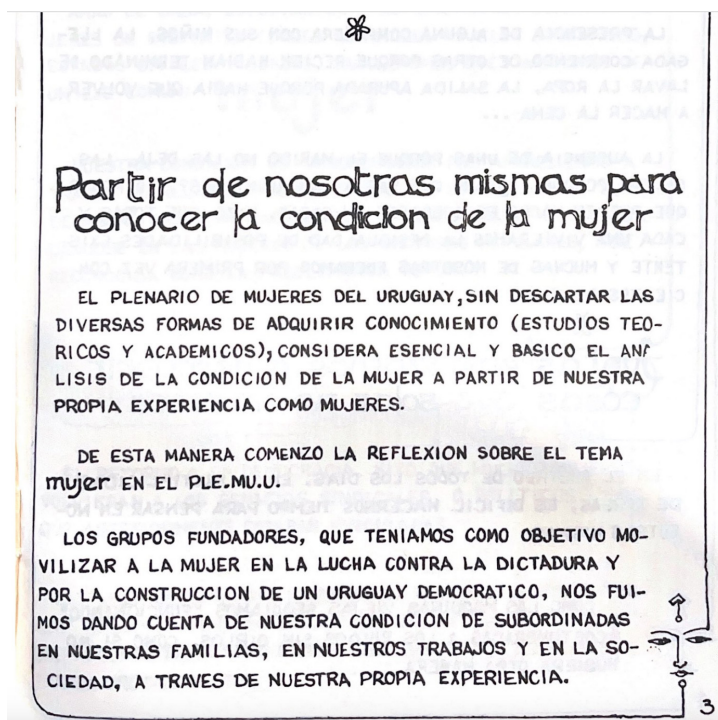 Partir de nosotras mismas para
conocer la condicion de la mujer
EL PLENARIO DE MUJERES DEL URUGUAY, SIN DESCARTAR LAS
DIVERSAS FORMAS DE ADQUIRIR CONOCIMIENTO (ESTUDIOS TEO-
RICOS Y ACADEMICOS), CONSIDERA ESENCIAL Y BASICO EL ANÁ
LISIS DE LA CONDICION DE LA MUJER A PARTIR DE NUESTRA
PROPIA EXPERIENCIA COMO MUJERES.
DE ESTA MANERA COMENZO LA REFLEXION SOBRE EL TEMA
mujer EN EL PLE.MU.U.
LOS GRUPOS FUNDADORES, QUE TENIAMOS COMO OBJETIVO MO-
VILIZAR A LA MUJER EN LA LUCHA CONTRA LA DICTADURA Y
POR LA CONSTRUCCION DE UN URUGUAY DEMOCRATICO, NOS FUI-
MOS DANDO CUENTA DE NUESTRA CONDICION DE SUBORDINADAS
EN NUESTRAS FAMILIAS, EN NUESTROS TRABAJOS Y EN LA SO-
CIEDAD, A TRAVES DE NUESTRA PROPIA EXPERIENCIA.
3